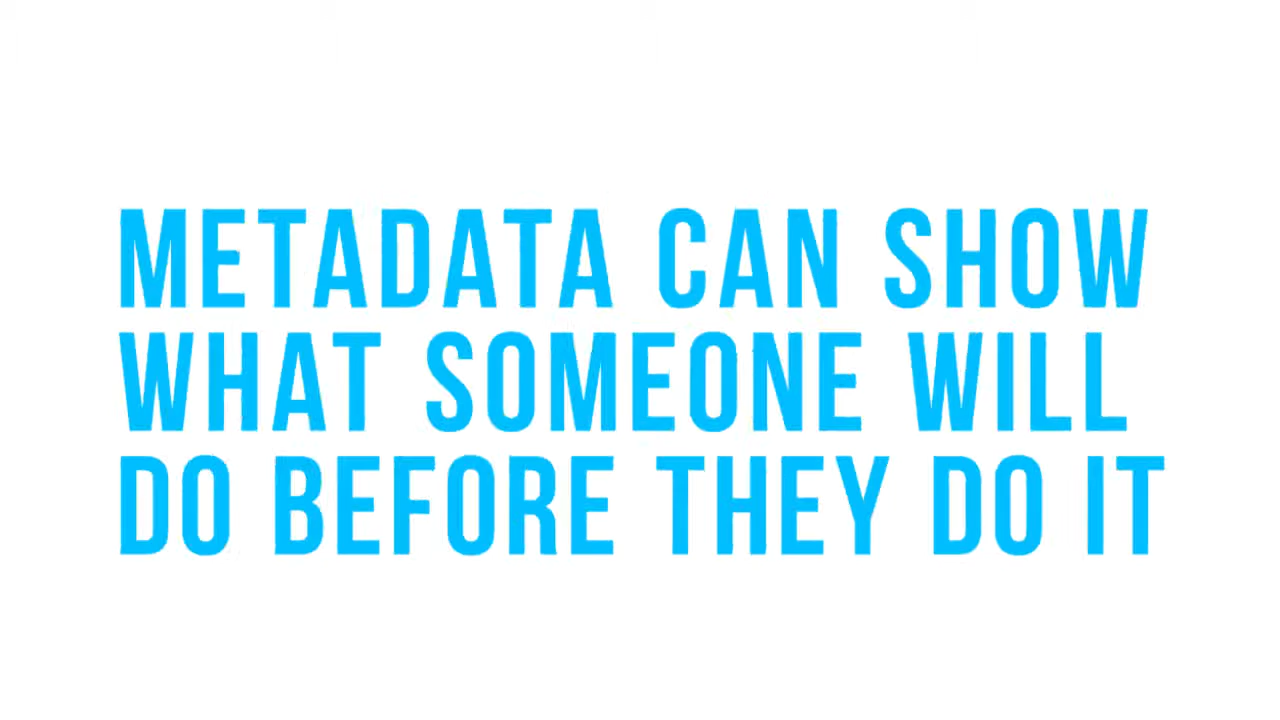 METADATA CAN SHOW
WHAT SOMEONE WILL
DO BEFORE THEY DO IT